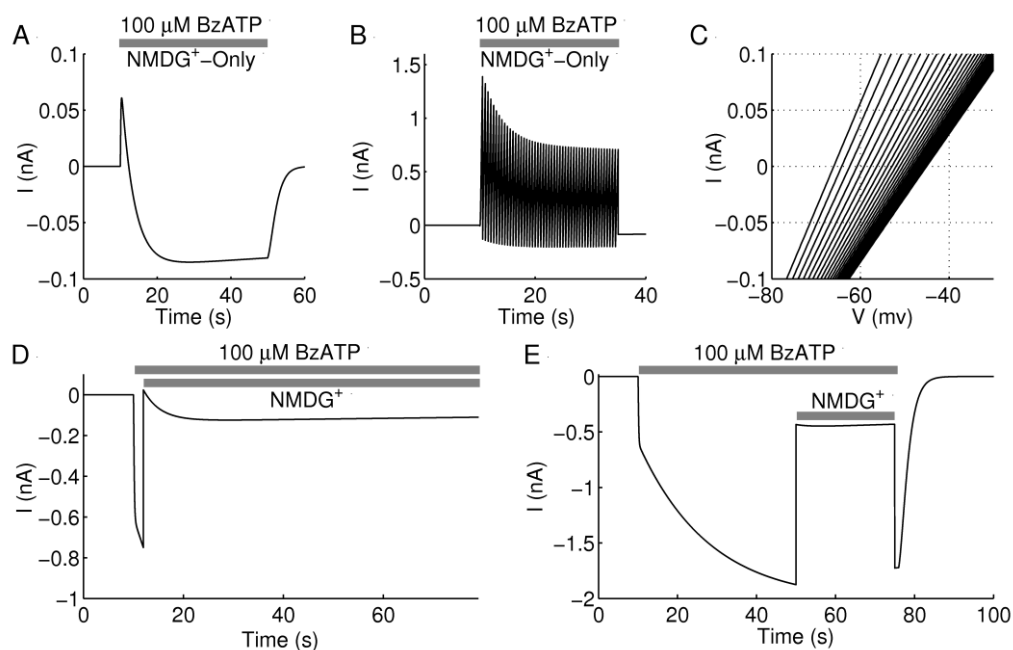 A
100 µM BzATP
NMDG+−Only
0.1
0.05
0
−0.05
−0.1
I (nA)
0
20
40
60
Time (s)
B
100 µM BzATP
NMDG+−Only
1.5
1
0.5
0
−0.5
I (nA)
0
20
40
Time (s)
C
0.1
0.05
0
−0.05
−0.1
I (nA)
−80
−60
−40
V (mv)
D
100 µM BzATP
NMDG+
0
−0.2
−0.4
−0.6
−0.8
−1
I (nA)
0
20
40
60
Time (s)
E
100 µM BzATP
NMDG+
0
−0.5
−1
−1.5
−2
I (nA)
0
20
40
60
80
100
Time (s)